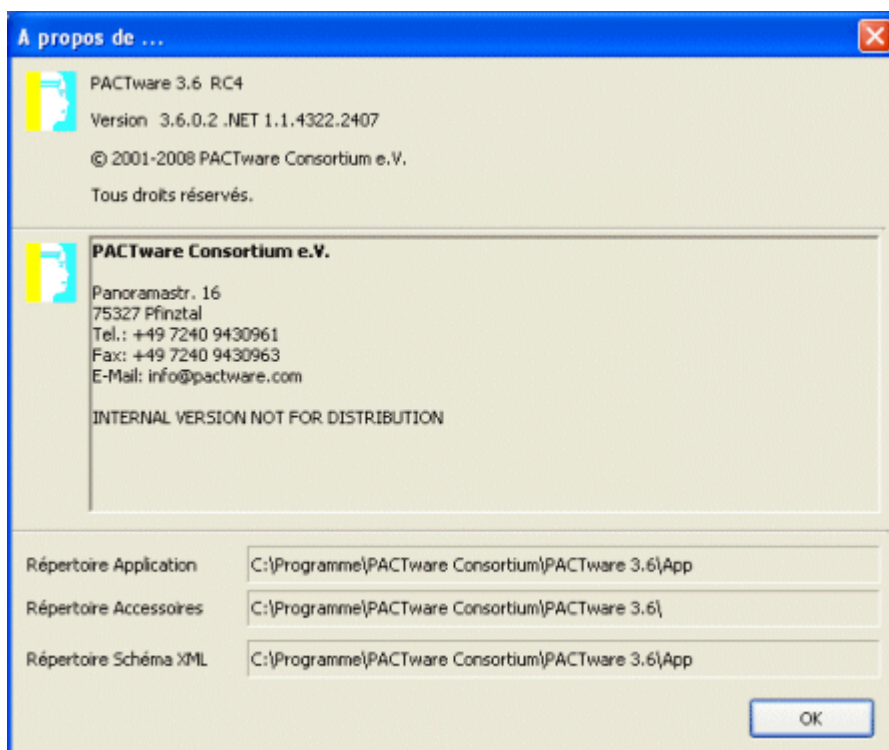 A propos de ...
PACTware 3.6 RC4
Version 3.6.0.2 .NET 1.1.4322.2407
© 2001-2008 PACTware Consortium e.V.
Tous droits réservés.
PACTware Consortium e.V.
Panoramastr. 16
75327 Pfinztal
Tel.: +49 7240 9430961
Fax: +49 7240 9430963
E-Mail: info@pactware.com
INTERNAL VERSION NOT FOR DISTRIBUTION
Répertoire Application C:\Programme\PACTware Consortium\PACTware 3.6\App
Répertoire Accessoires C:\Programme\PACTware Consortium\PACTware 3.6\
Répertoire Schéma XML C:\Programme\PACTware Consortium\PACTware 3.6\App
OK